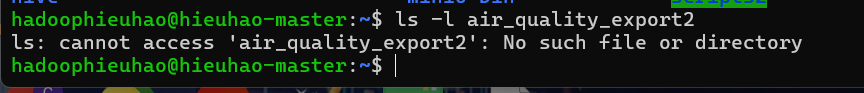 hadoophieuhao@hieuhao-master:~$ ls -l air_quality_export2
ls: cannot access 'air_quality_export2': No such file or directory
hadoophieuhao@hieuhao-master:~$